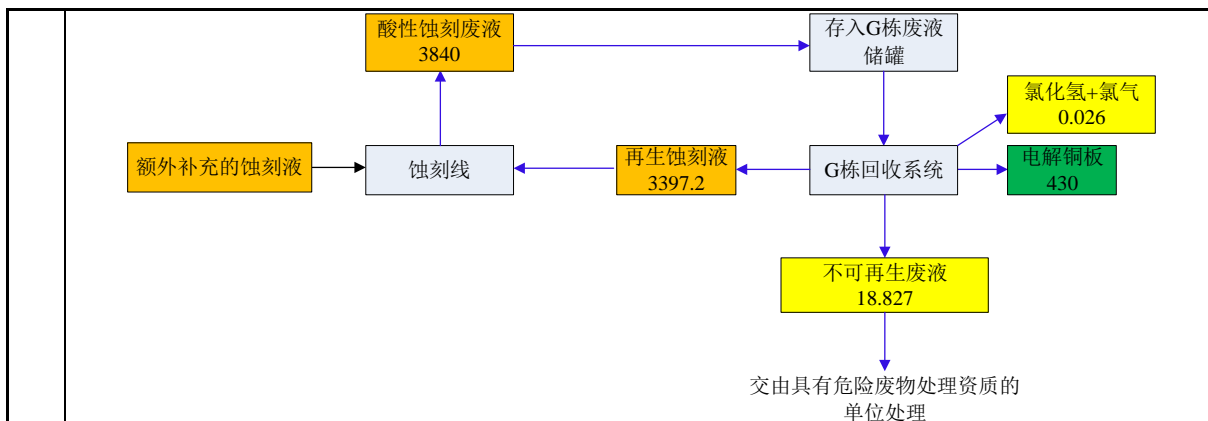 酸性蚀刻废液
3840
存入G栋废液
储罐
氯化氢+氯气
0.026
额外补充的蚀刻液
蚀刻线
再生蚀刻液
3397.2
G栋回收系统
电解铜板
430
不可再生废液
18.827
交由具有危险废物处理资质的
单位处理